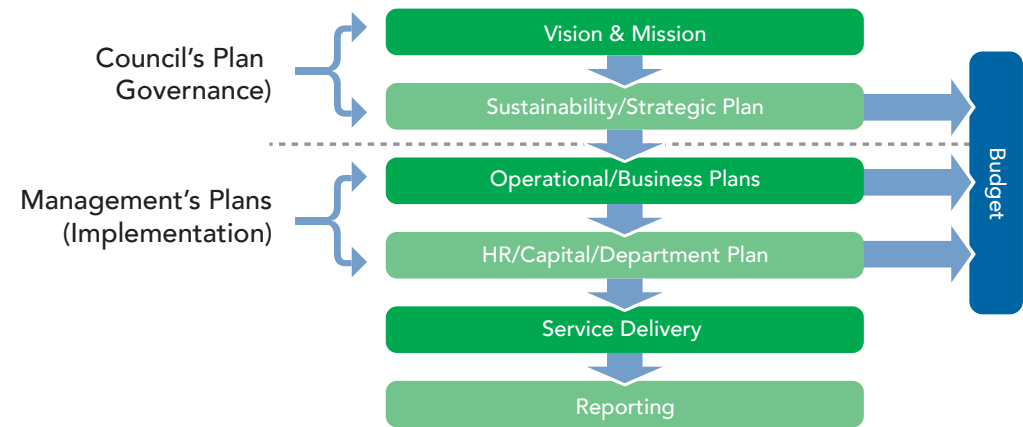 Vision & Mission
Council's Plan
Governance)
Sustainability/Strategic Plan
Operational/Business Plans
Management's Plans
(Implementation)
HR/Capital/Department Plan
Service Delivery
Reporting
Budget